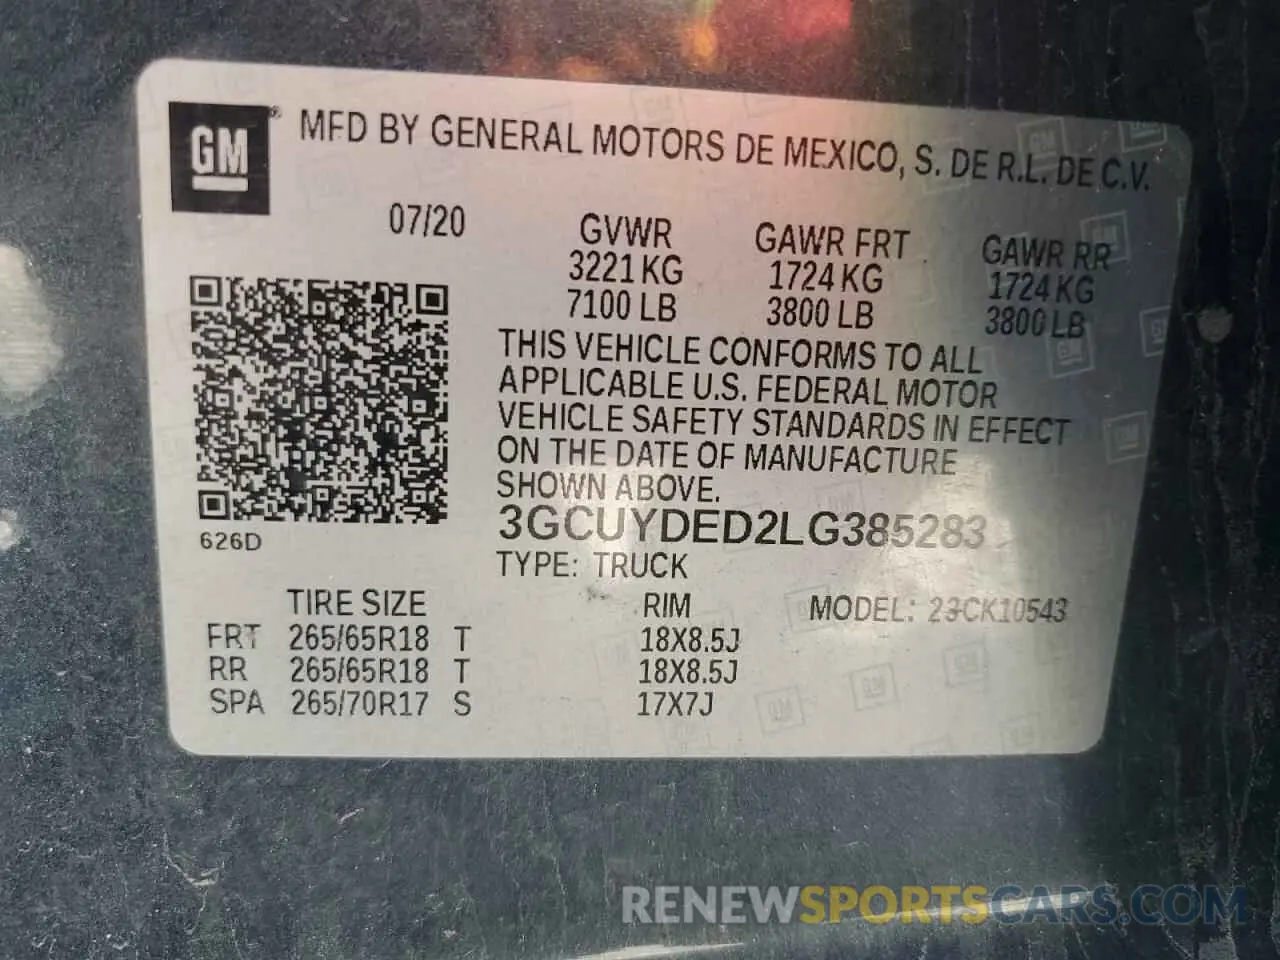 GM
MFD BY GENERAL MOTORS DE MEXICO, S. DE R.L. DE C.V.
07/20
GVWR GAWR FRT GAWR RR
3221 KG 1724 KG 1724 KG
7100 LB 3800 LB 3800 LB
THIS VEHICLE CONFORMS TO ALL
APPLICABLE U.S. FEDERAL MOTOR
VEHICLE SAFETY STANDARDS IN EFFECT
ON THE DATE OF MANUFACTURE
SHOWN ABOVE.
3GCUYDED2LG385283
626D
TYPE: TRUCK
TIRE SIZE RIM MODEL: 23CK10543
FRT 265/65R18 T 18X8.5J
RR 265/65R18 T 18X8.5J
SPA 265/70R17 S 17X7J
RENEWSPORTSCARS.COM